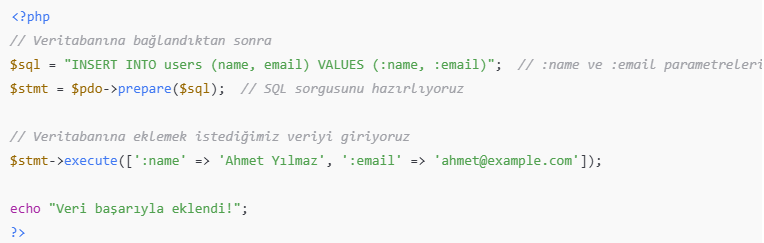 <?php
// Veritabanına bağlandıktan sonra
$sql = "INSERT INTO users (name, email) VALUES (:name, :email)";  // :name ve :email parametreleri
$stmt = $pdo->prepare($sql);  // SQL sorgusunu hazırlıyoruz
// Veritabanına eklemek istediğimiz veriyi giriyoruz
$stmt->execute([':name' => 'Ahmet Yılmaz', ':email' => 'ahmet@example.com']);
echo "Veri başarıyla eklendi!";
?>